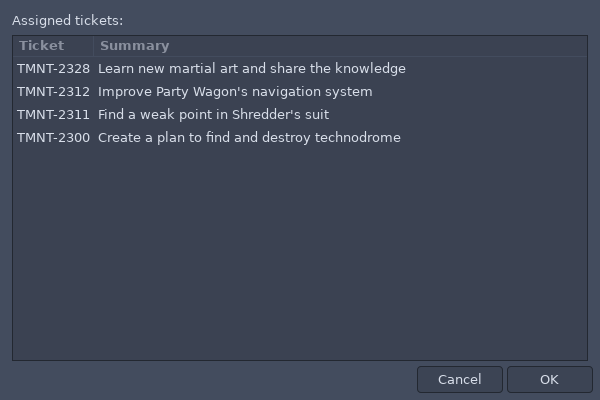 Assigned tickets:
Ticket Summary
TMNT-2328 Learn new martial art and share the knowledge
TMNT-2312 Improve Party Wagon's navigation system
TMNT-2311 Find a weak point in Shredder's suit
TMNT-2300 Create a plan to find and destroy technodrome
Cancel OK